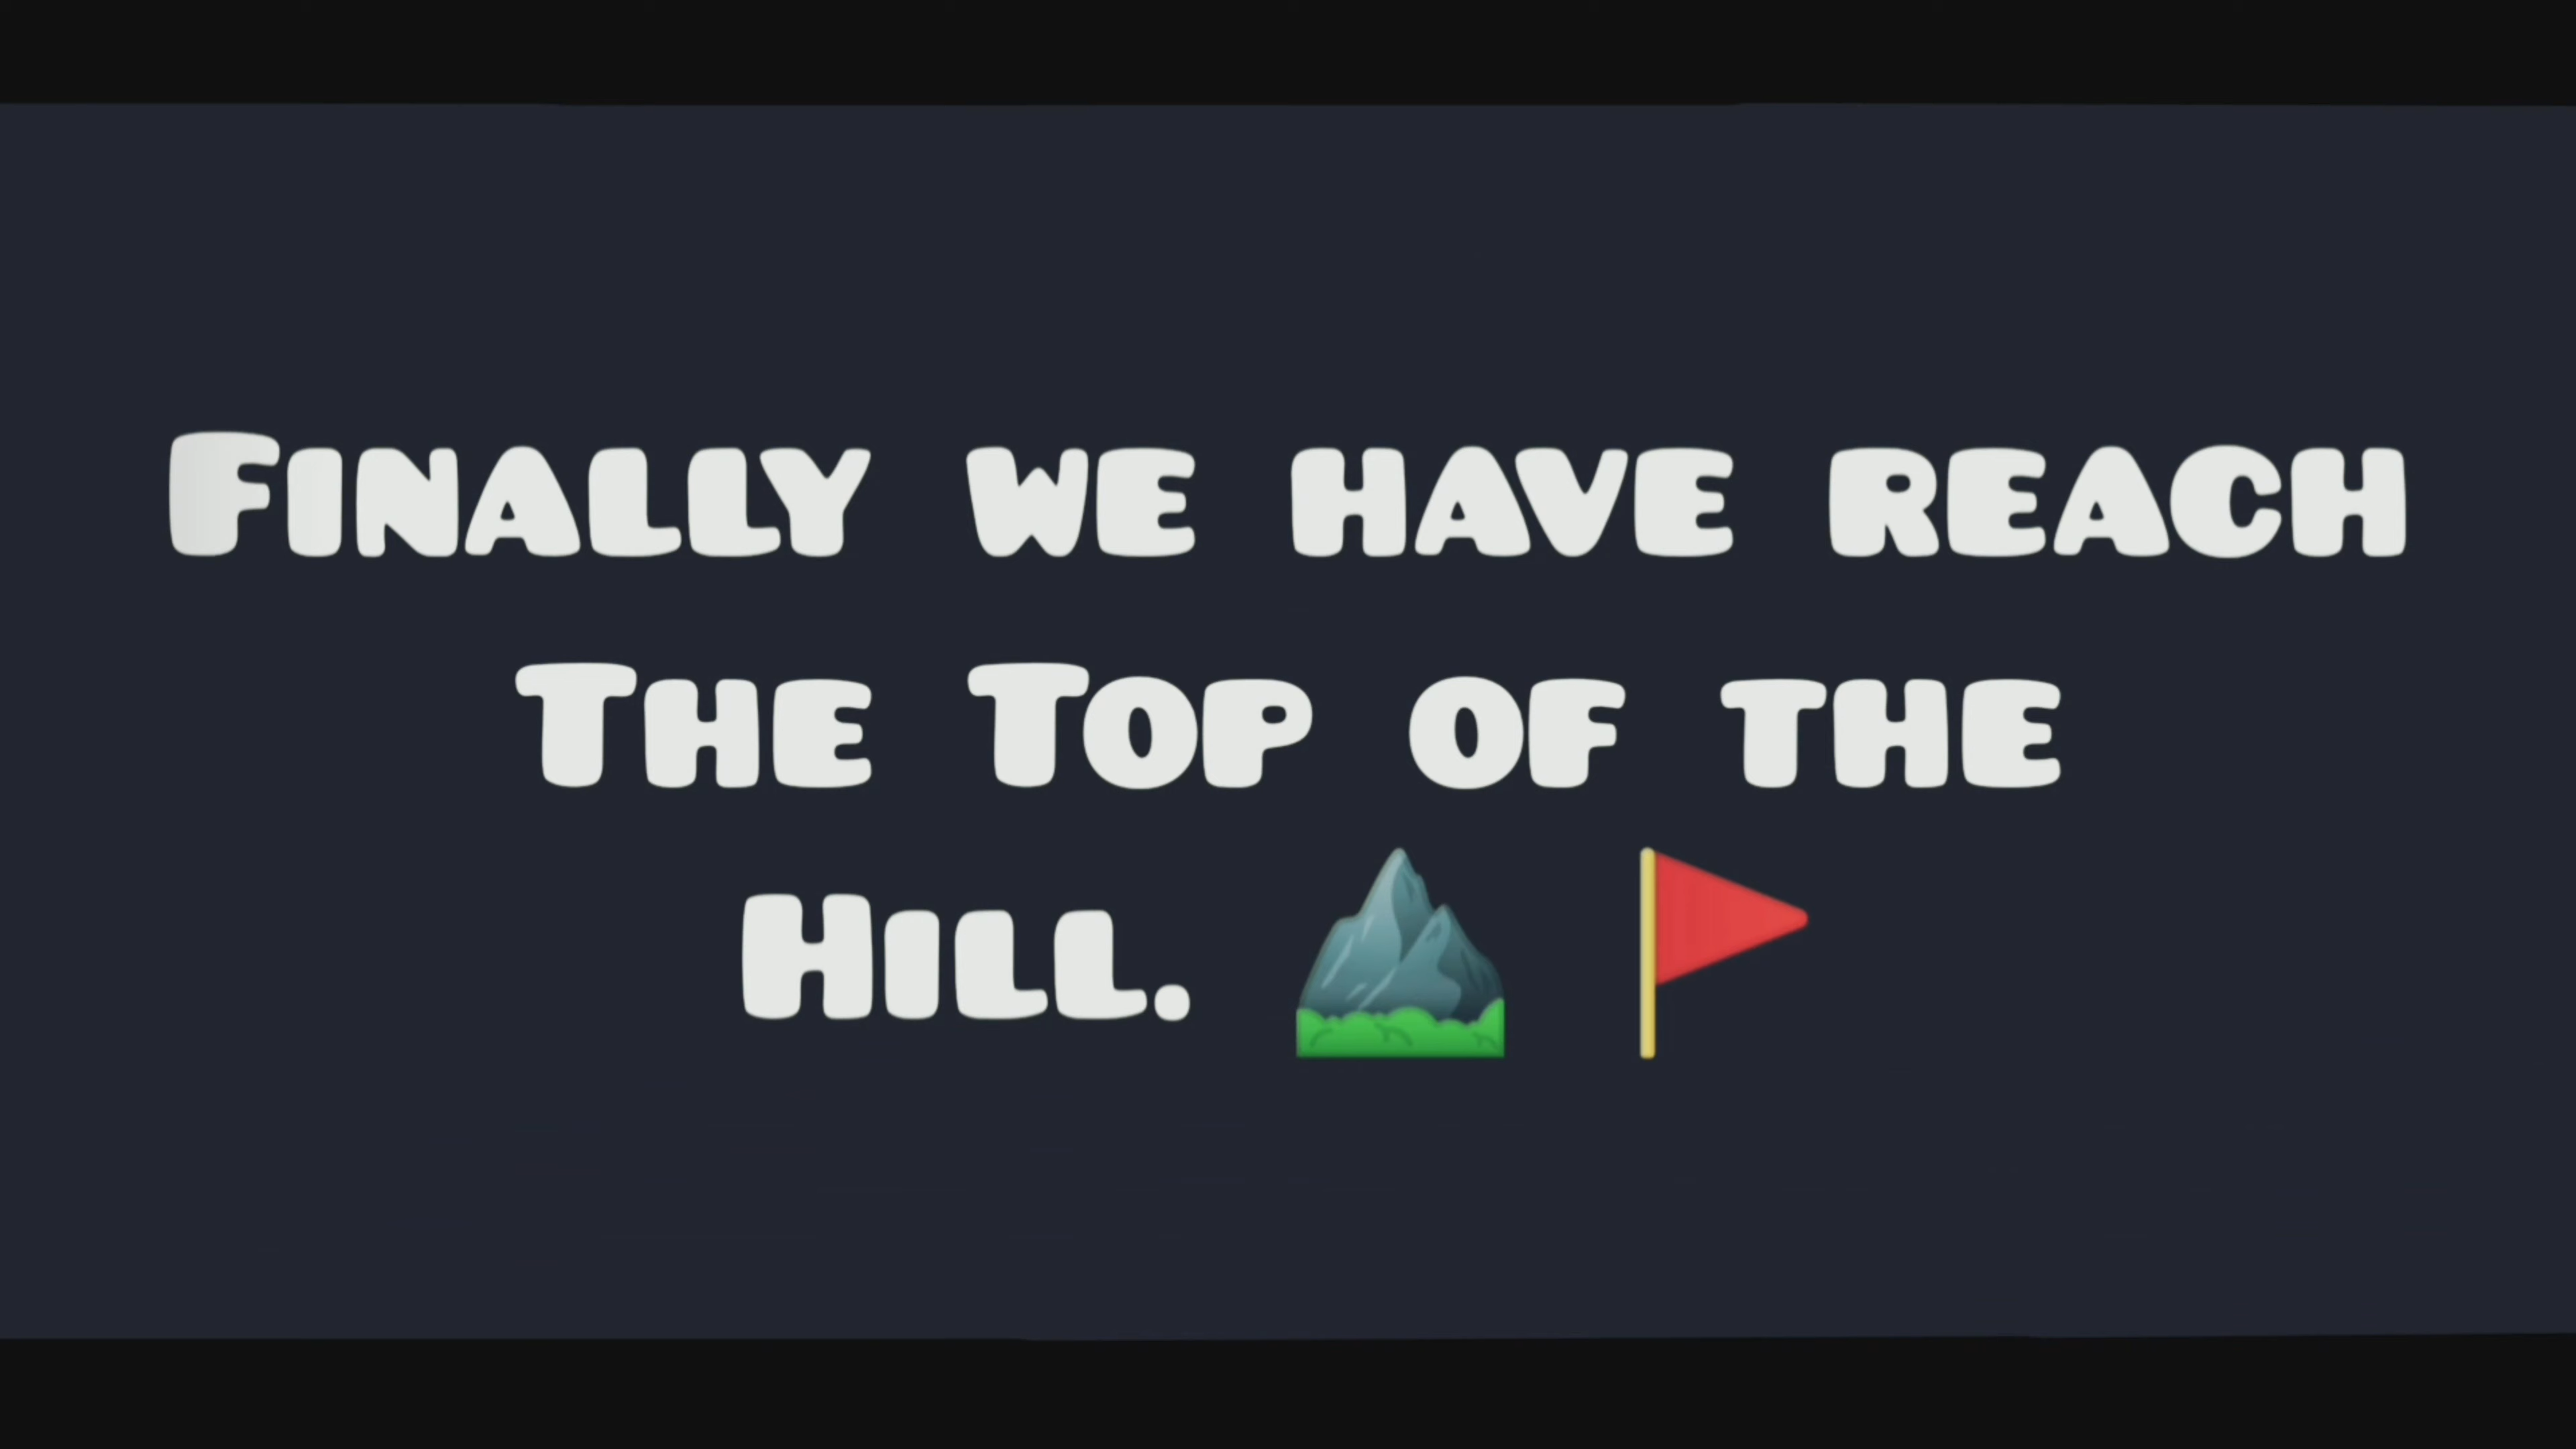 Finally we have reach
The Top of the
Hill. ⛰️ 🚩